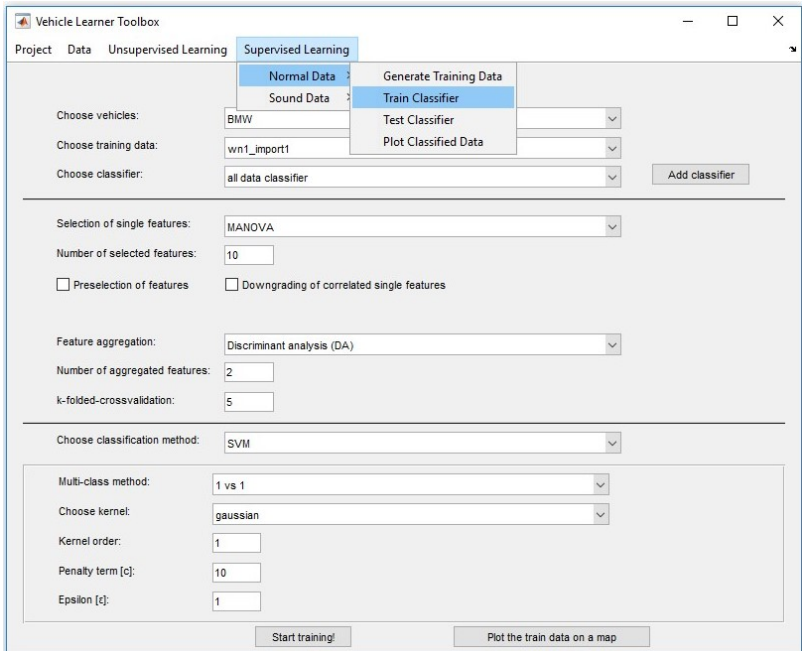 Vehicle Learner Toolbox
Project Data Unsupervised Learning Supervised Learning
Normal Data Generate Training Data
Sound Data Train Classifier
Test Classifier
Plot Classified Data
Choose vehicles: BMW
Choose training data: wn1_import1
Choose classifier: all data classifier Add classifier
Selection of single features: MANOVA
Number of selected features: 10
Preselection of features Downgrading of correlated single features
Feature aggregation: Discriminant analysis (DA)
Number of aggregated features: 2
k-folded-crossvalidation: 5
Choose classification method: SVM
Multi-class method: 1 vs 1
Choose kernel: gaussian
Kernel order: 1
Penalty term [c]: 10
Epsilon [ε]: 1
Start training! Plot the train data on a map